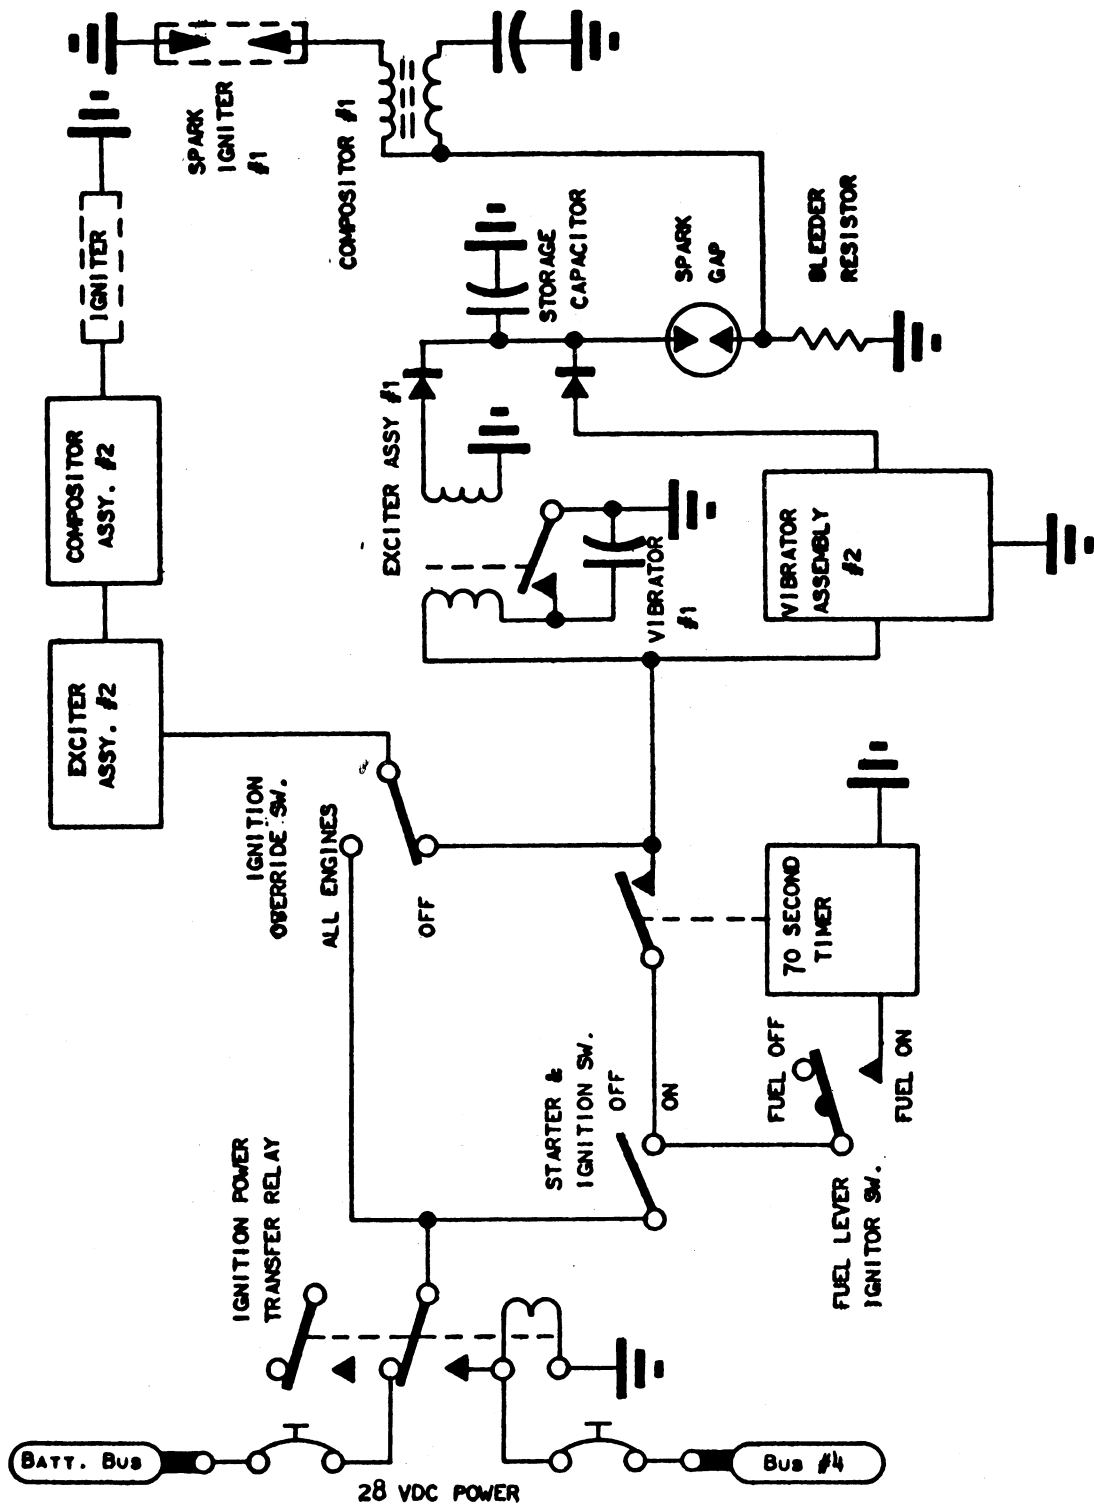 BATT. BUS
28 VDC POWER
BUS #4
IGNITION POWER
TRANSFER RELAY
STARTER &
IGNITION SW.
OFF
ON
FUEL LEVER
IGNITOR SW.
FUEL OFF
FUEL ON
70 SECOND
TIMER
IGNITION
OBERRIDE SW.
ALL ENGINES
OFF
EXCITER
ASSY. #2
COMPOSITOR
ASSY. #2
IGNITER
SPARK
IGNITER
#1
COMPOSITOR #1
EXCITER ASSY #1
VIBRATOR
#1
VIBRATOR
ASSEMBLY
#2
STORAGE
CAPACITOR
SPARK
GAP
BLEEDER
RESISTOR